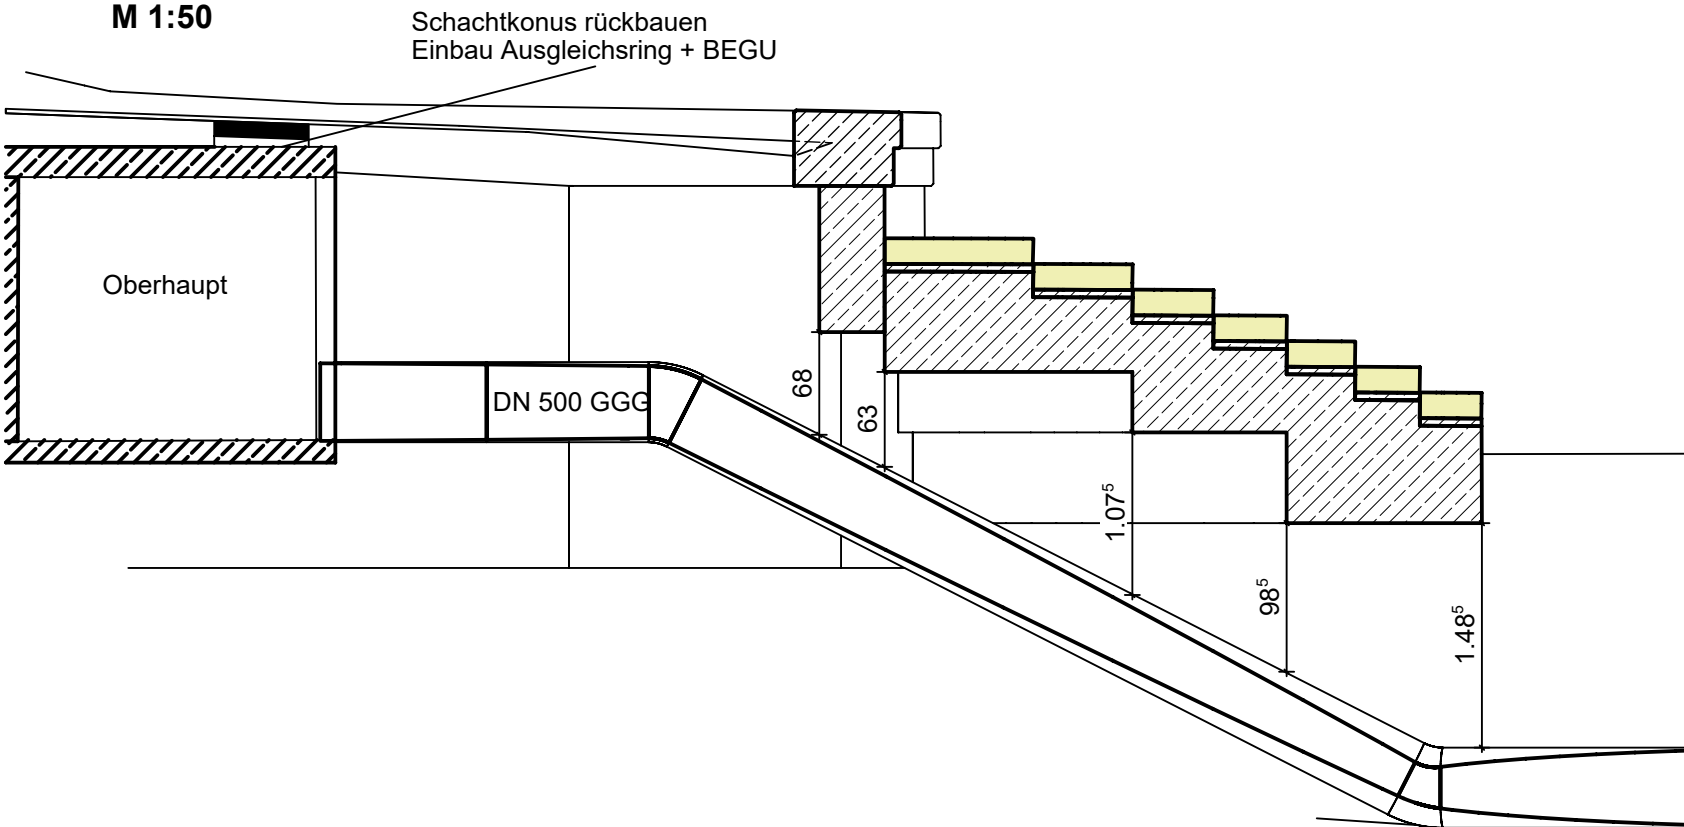 M 1:50
Schachtkonus rückbauen
Einbau Ausgleichsring + BEGU
Oberhaupt
DN 500 GGG
68
63
1.07⁵
98⁵
1.48⁵